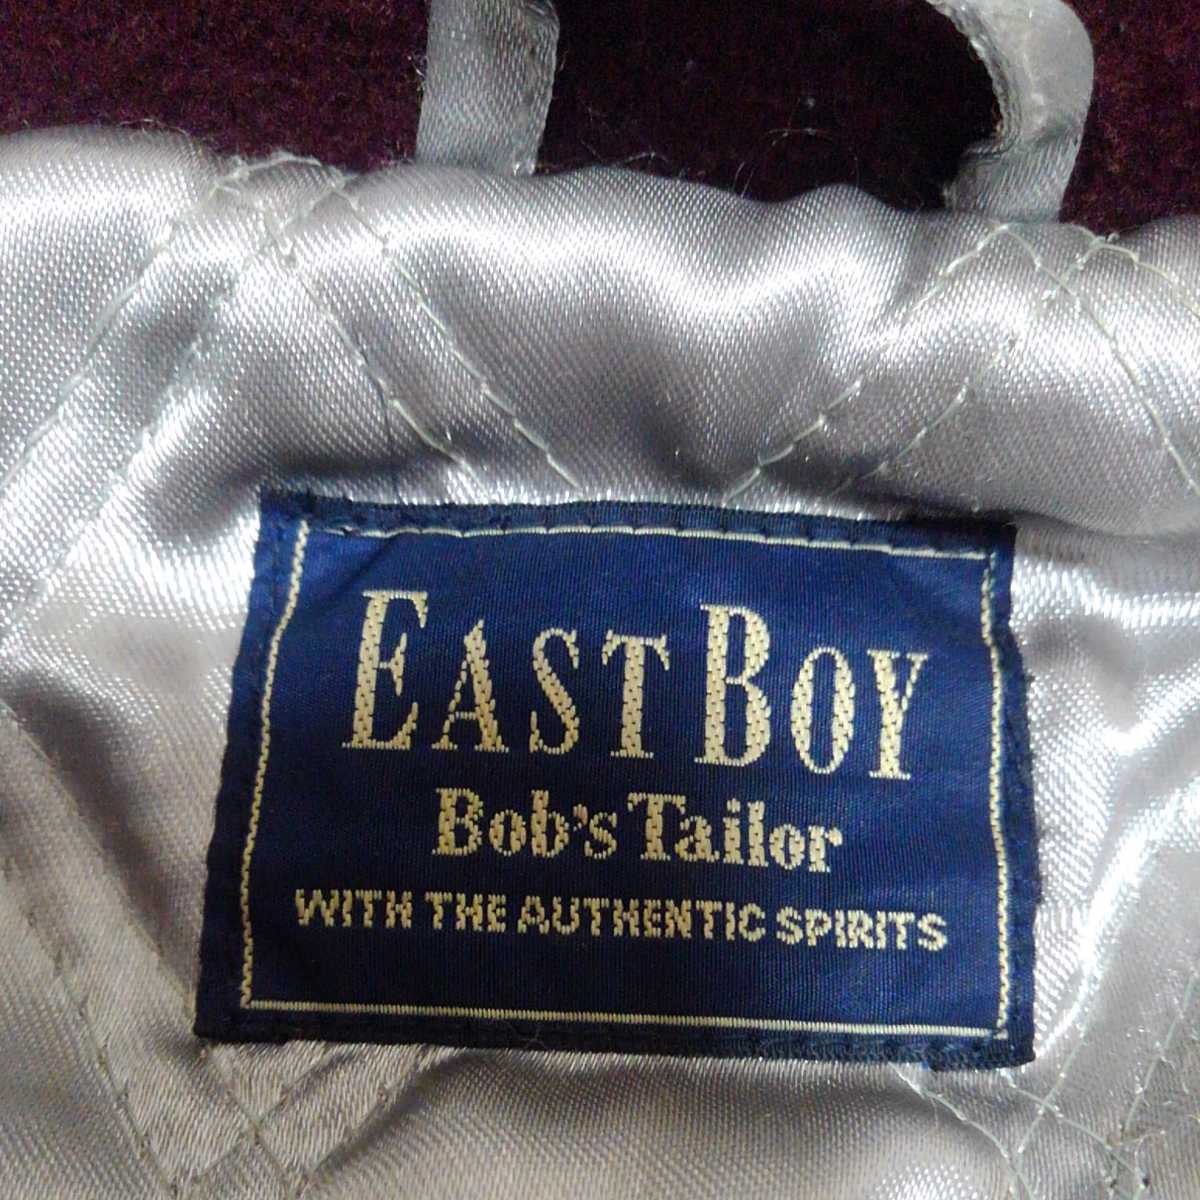 EAST BOY
Bob's Tailor
WITH THE AUTHENTIC SPIRITS